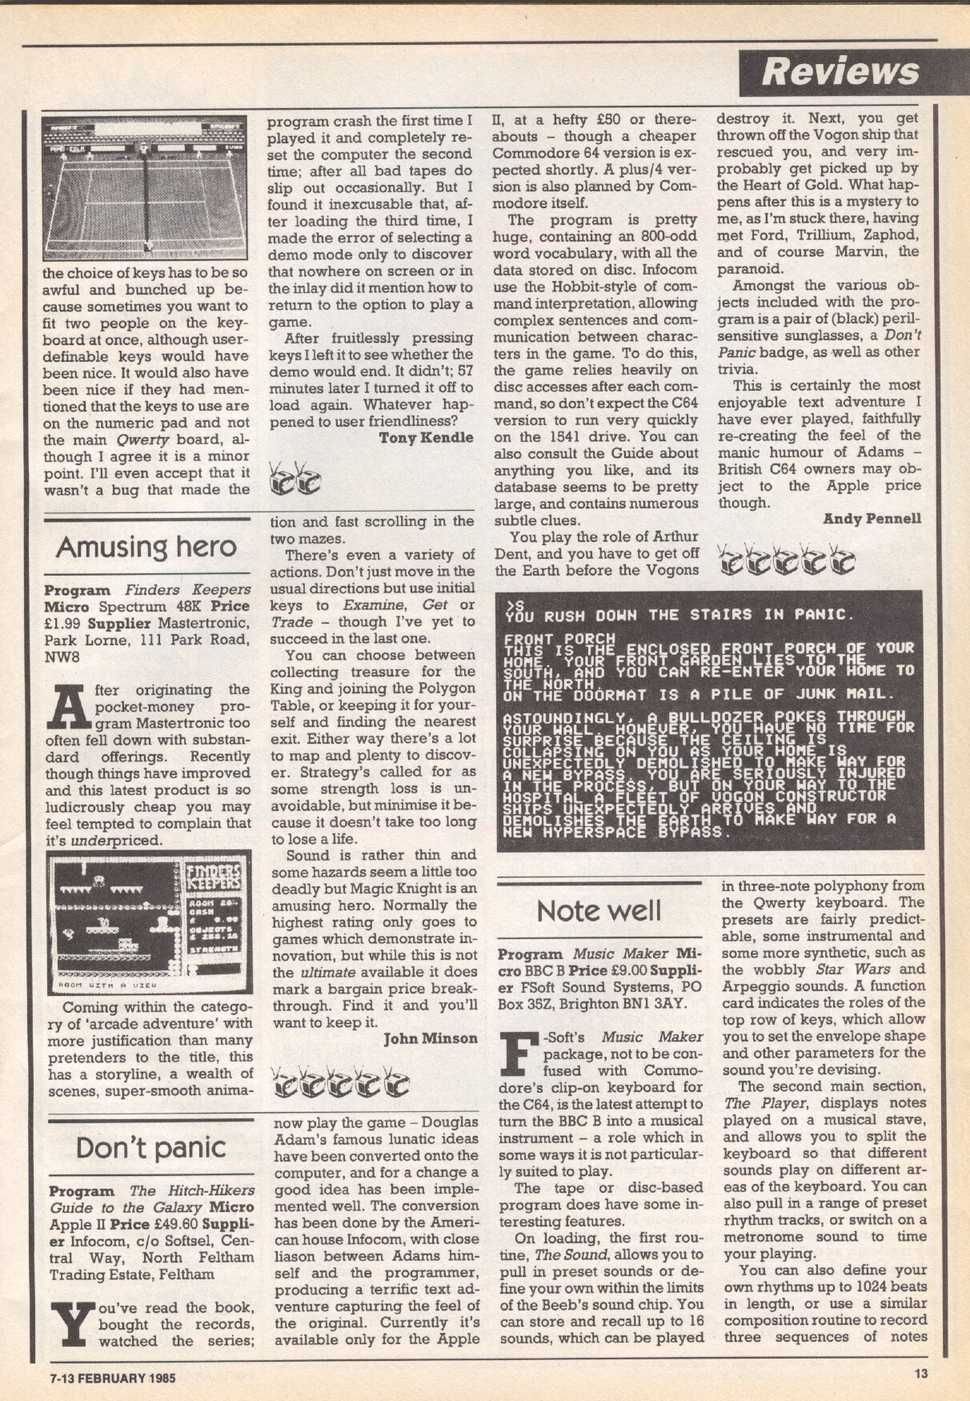 Reviews
the choice of keys has to be so
awful and bunched up be-
cause sometimes you want to
fit two people on the key-
board at once, although user-
definable keys would have
been nice. It would also have
been nice if they had men-
tioned that the keys to use are
on the numeric pad and not
the main Qwerty board, al-
though I agree it is a minor
point. I'll even accept that it
wasn't a bug that made the
program crash the first time I
played it and completely re-
set the computer the second
time; after all bad tapes do
slip out occasionally. But I
found it inexcusable that, af-
ter loading the third time, I
made the error of selecting a
demo mode only to discover
that nowhere on screen or in
the inlay did it mention how to
return to the option to play a
game.
After fruitlessly pressing
keys I left it to see whether the
demo would end. It didn't; 57
minutes later I turned it off to
load again. Whatever hap-
pened to user friendliness?
Tony Kendle
Amusing hero
Program Finders Keepers
Micro Spectrum 48K Price
£1.99 Supplier Mastertronic,
Park Lorne, 111 Park Road,
NW8
After originating the
pocket-money pro-
gram Mastertronic too
often fell down with substan-
dard offerings. Recently
though things have improved
and this latest product is so
ludicrously cheap you may
feel tempted to complain that
it's underpriced.
FINDERS
KEEPERS
ROOM
CASH
£ 0.00
OBJECTS
STRENGTH
ROOM WITH A VIEW
Coming within the catego-
ry of 'arcade adventure' with
more justification than many
pretenders to the title, this
has a storyline, a wealth of
scenes, super-smooth anima-
tion and fast scrolling in the
two mazes.
There's even a variety of
actions. Don't just move in the
usual directions but use initial
keys to Examine, Get or
Trade – though I've yet to
succeed in the last one.
You can choose between
collecting treasure for the
King and joining the Polygon
Table, or keeping it for your-
self and finding the nearest
exit. Either way there's a lot
to map and plenty to discov-
er. Strategy's called for as
some strength loss is un-
avoidable, but minimise it be-
cause it doesn't take too long
to lose a life.
Sound is rather thin and
some hazards seem a little too
deadly but Magic Knight is an
amusing hero. Normally the
highest rating only goes to
games which demonstrate in-
novation, but while this is not
the ultimate available it does
mark a bargain price break-
through. Find it and you'll
want to keep it.
John Minson
Don't panic
Program The Hitch-Hikers
Guide to the Galaxy Micro
Apple II Price £49.60 Suppli-
er Infocom, c/o Softsel, Cen-
tral Way, North Feltham
Trading Estate, Feltham
You've read the book,
bought the records,
watched the series;
now play the game – Douglas
Adam's famous lunatic ideas
have been converted onto the
computer, and for a change a
good idea has been imple-
mented well. The conversion
has been done by the Ameri-
can house Infocom, with close
liason between Adams him-
self and the programmer,
producing a terrific text ad-
venture capturing the feel of
the original. Currently it's
available only for the Apple
II, at a hefty £50 or there-
abouts – though a cheaper
Commodore 64 version is ex-
pected shortly. A plus/4 ver-
sion is also planned by Com-
modore itself.
The program is pretty
huge, containing an 800-odd
word vocabulary, with all the
data stored on disc. Infocom
use the Hobbit-style of com-
mand interpretation, allowing
complex sentences and com-
munication between charac-
ters in the game. To do this,
the game relies heavily on
disc accesses after each com-
mand, so don't expect the C64
version to run very quickly
on the 1541 drive. You can
also consult the Guide about
anything you like, and its
database seems to be pretty
large, and contains numerous
subtle clues.
You play the role of Arthur
Dent, and you have to get off
the Earth before the Vogons
destroy it. Next, you get
thrown off the Vogon ship that
rescued you, and very im-
probably get picked up by
the Heart of Gold. What hap-
pens after this is a mystery to
me, as I'm stuck there, having
met Ford, Trillium, Zaphod,
and of course Marvin, the
paranoid.
Amongst the various ob-
jects included with the pro-
gram is a pair of (black) peril-
sensitive sunglasses, a Don't
Panic badge, as well as other
trivia.
This is certainly the most
enjoyable text adventure I
have ever played, faithfully
re-creating the feel of the
manic humour of Adams –
British C64 owners may ob-
ject to the Apple price
though.
Andy Pennell
>S
YOU RUSH DOWN THE STAIRS IN PANIC.
FRONT PORCH
THIS IS THE ENCLOSED FRONT PORCH OF YOUR
HOME. YOUR FRONT GARDEN LIES TO THE
SOUTH, AND YOU CAN RE-ENTER YOUR HOME TO
THE NORTH.
ON THE DOORMAT IS A PILE OF JUNK MAIL.
ASTOUNDINGLY, A BULLDOZER POKES THROUGH
YOUR WALL. HOWEVER, YOU HAVE NO TIME FOR
SURPRISE BECAUSE THE CEILING IS
COLLAPSING ON YOU AS YOUR HOME IS
UNEXPECTEDLY DEMOLISHED TO MAKE WAY FOR
A NEW BYPASS. YOU ARE SERIOUSLY INJURED
IN THE PROCESS, BUT ON YOUR WAY TO THE
HOSPITAL A FLEET OF VOGON CONSTRUCTOR
SHIPS UNEXPECTEDLY ARRIVES AND
DEMOLISHES THE EARTH TO MAKE WAY FOR A
NEW HYPERSPACE BYPASS.
Note well
Program Music Maker Mi-
cro BBC B Price £9.00 Suppli-
er FSoft Sound Systems, PO
Box 35Z, Brighton BN1 3AY.
F-Soft's Music Maker
package, not to be con-
fused with Commo-
dore's clip-on keyboard for
the C64, is the latest attempt to
turn the BBC B into a musical
instrument – a role which in
some ways it is not particular-
ly suited to play.
The tape or disc-based
program does have some in-
teresting features.
On loading, the first rou-
tine, The Sound, allows you to
pull in preset sounds or de-
fine your own within the limits
of the Beeb's sound chip. You
can store and recall up to 16
sounds, which can be played
in three-note polyphony from
the Qwerty keyboard. The
presets are fairly predict-
able, some instrumental and
some more synthetic, such as
the wobbly Star Wars and
Arpeggio sounds. A function
card indicates the roles of the
top row of keys, which allow
you to set the envelope shape
and other parameters for the
sound you're devising.
The second main section,
The Player, displays notes
played on a musical stave,
and allows you to split the
keyboard so that different
sounds play on different ar-
eas of the keyboard. You can
also pull in a range of preset
rhythm tracks, or switch on a
metronome sound to time
your playing.
You can also define your
own rhythms up to 1024 beats
in length, or use a similar
composition routine to record
three sequences of notes
7-13 FEBRUARY 1985
13